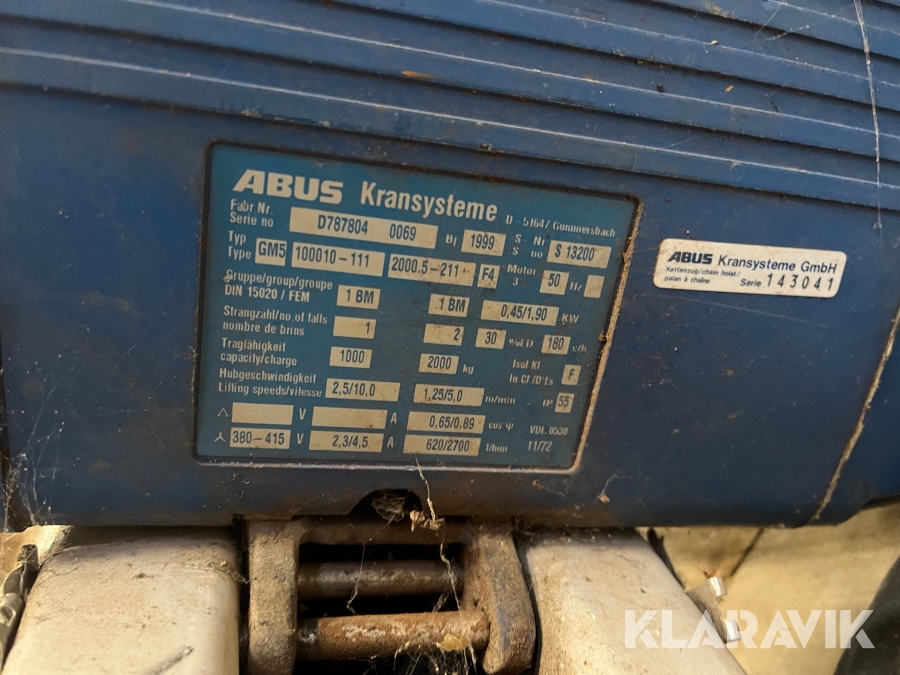 ABUS Kransysteme
D - 51647 Gummersbach
Fabr Nr.
Serie no D787804 0069 Bj 1999 S Nr S no S 13200
Typ
Type GM5 100010-111 2000.5-211 F4 Motor 3 50 Hz
Gruppe/group/groupe
DIN 15020 / FEM 1 BM 1 BM 0,45/1,90 KW
Strangzahl/no.of falls
nombre de brins 1 2 30 %ED 180 c/h
Tragfähigkeit
capacity/charge 1000 2000 kg Isol Kl
In.Cl F
Hubgeschwindigkeit
Lifting speeds/vitesse 2,5/10,0 1,25/5,0 m/min IP 55
V A 0,65/0,89 cos φ VDE 0530
380-415 V 2,3/4,5 A 620/2700 t/min 11/72
ABUS Kransysteme GmbH
Kettenzug/chain hoist/
palan à chaîne Serie 143041
KLARAVIK